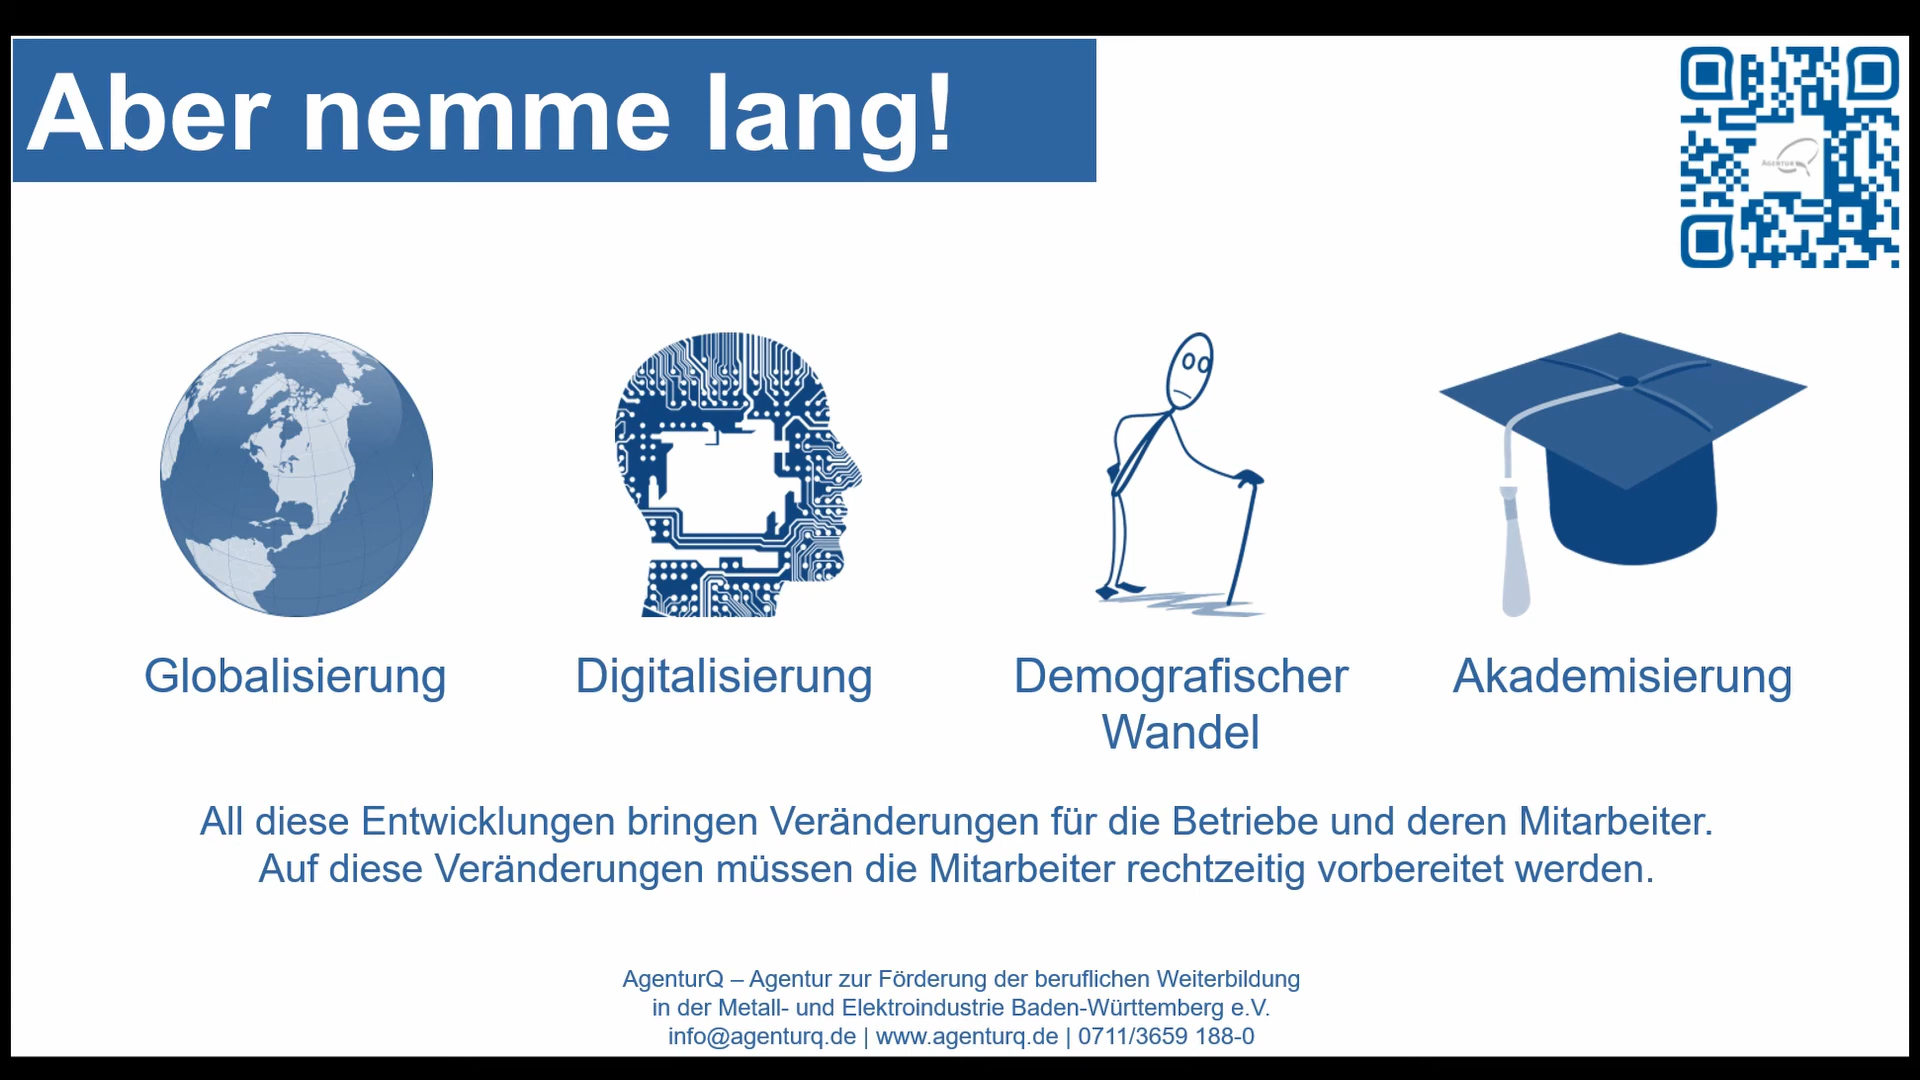 Aber nemme lang!
AGENTURQ
Globalisierung
Digitalisierung
Demografischer
Wandel
Akademisierung
All diese Entwicklungen bringen Veränderungen für die Betriebe und deren Mitarbeiter.
Auf diese Veränderungen müssen die Mitarbeiter rechtzeitig vorbereitet werden.
AgenturQ – Agentur zur Förderung der beruflichen Weiterbildung
in der Metall- und Elektroindustrie Baden-Württemberg e.V.
info@agenturq.de | www.agenturq.de | 0711/3659 188-0